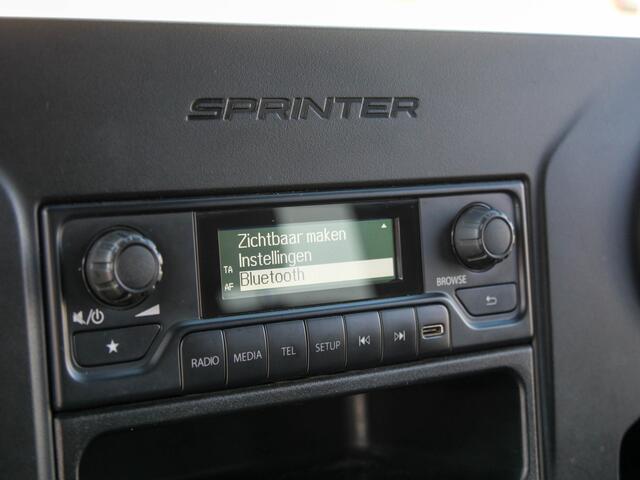 SPRINTER
Zichtbaar maken
Instellingen
Bluetooth
TA
AF
BROWSE
RADIO
MEDIA
TEL
SETUP